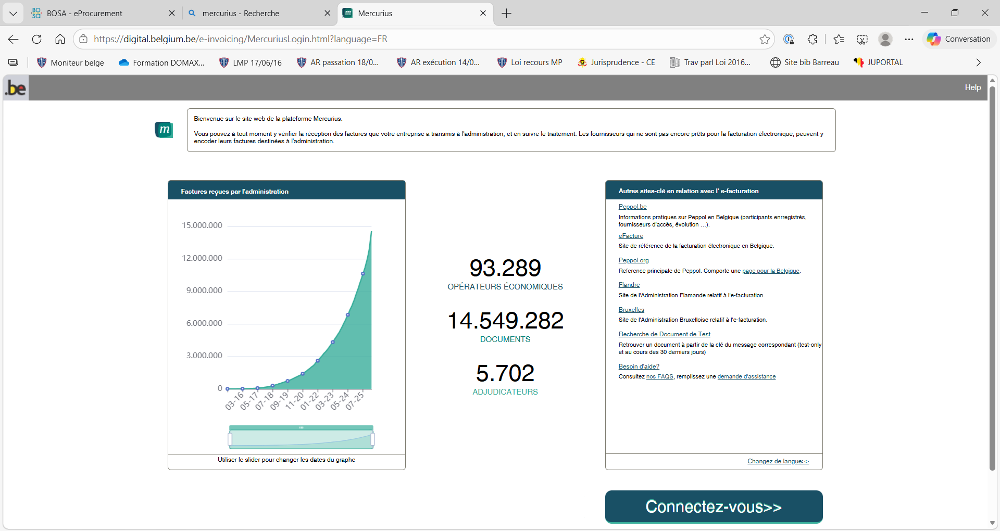 BOSA - eProcurement
mercurius - Recherche
Mercurius
https://digital.belgium.be/e-invoicing/MercuriusLogin.html?language=FR
Conversation
Moniteur belge
Formation DOMAX...
LMP 17/06/16
AR passation 18/0...
AR exécution 14/0...
Loi recours MP
Jurisprudence - CE
Trav parl Loi 2016...
Site bib Barreau
JUPORTAL
.be
Help
m
Bienvenue sur le site web de la plateforme Mercurius.
Vous pouvez à tout moment y vérifier la réception des factures que votre entreprise a transmis à l'administration, et en suivre le traitement. Les fournisseurs qui ne sont pas encore prêts pour la facturation électronique, peuvent y
encoder leurs factures destinées à l'administration.
Factures reçues par l'administration
15.000.000
12.000.000
9.000.000
6.000.000
3.000.000
0
03-16
05-17
07-18
09-19
11-20
01-22
03-23
05-24
07-25
Utiliser le slider pour changer les dates du graphe
93.289
OPÉRATEURS ÉCONOMIQUES
14.549.282
DOCUMENTS
5.702
ADJUDICATEURS
Autres sites-clé en relation avec l' e-facturation
Peppol.be
Informations pratiques sur Peppol en Belgique (participants enrregistrés,
fournisseurs d'accès, évolution ...).
eFacture
Site de référence de la facturation électronique en Belgique.
Peppol.org
Reference principale de Peppol. Comporte une page pour la Belgique.
Flandre
Site de l'Administration Flamande relatif à l'e-facturation.
Bruxelles
Site de l'Administration Bruxelloise relatif à l'e-facturation.
Recherche de Document de Test
Retrouver un document à partir de la clé du message correspondant (test-only
et au cours des 30 derniers jours)
Besoin d'aide?
Consultez nos FAQS, remplissez une demande d'assistance
Changez de langue>>
Connectez-vous>>